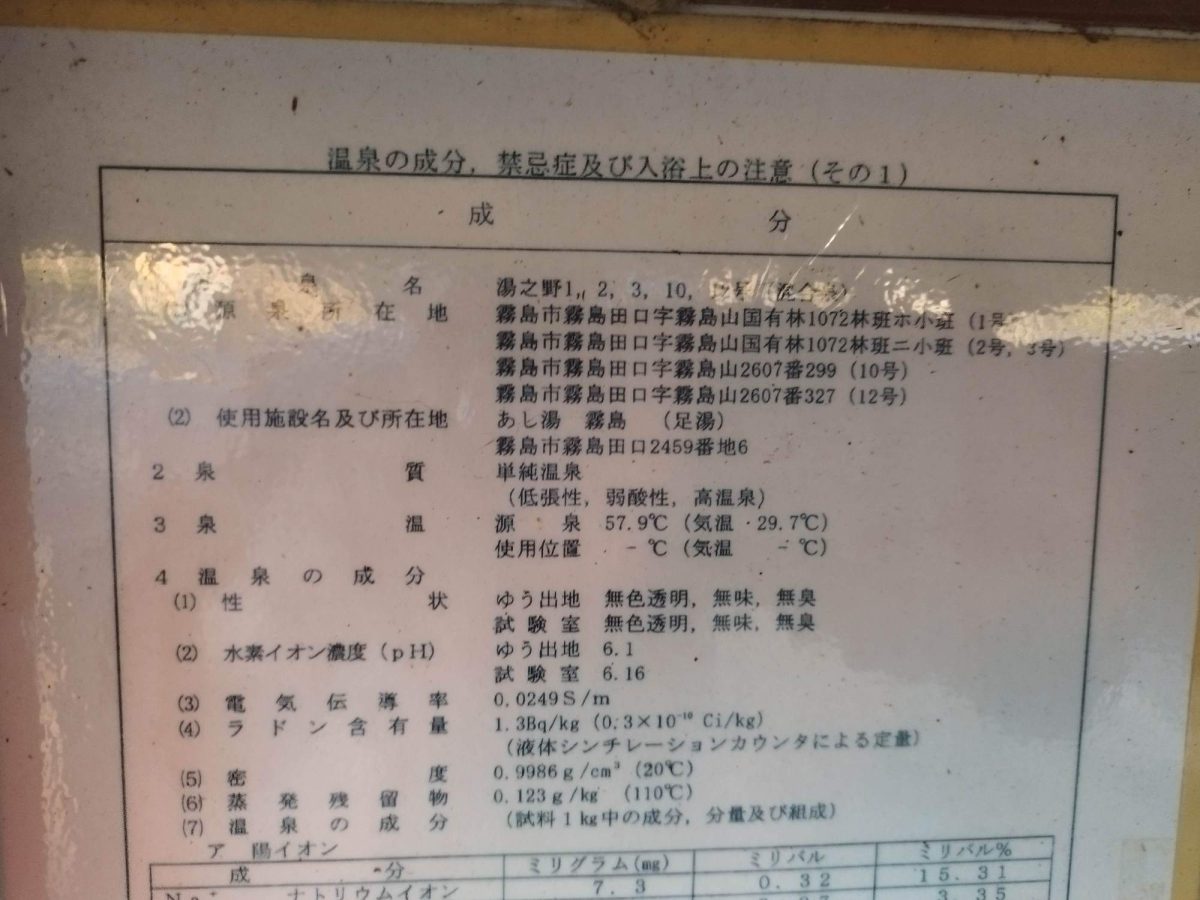 温泉の成分,禁忌症及び入浴上の注意(その1)
成 分
泉 名 湯之野1, 2, 3, 10, 号(混合泉)
源泉所在地 霧島市霧島田口字霧島山国有林1072林班ホ小班(1号
霧島市霧島田口字霧島山国有林1072林班ニ小班(2号,3号)
霧島市霧島田口字霧島山2607番299(10号)
霧島市霧島田口字霧島山2607番327(12号)
(2) 使用施設名及び所在地 あし湯 霧島 (足湯)
霧島市霧島田口2459番地6
2 泉 質 単純温泉
(低張性,弱酸性,高温泉)
3 泉 温 源 泉 57.9℃(気温 29.7℃)
使用位置 -℃(気温 -℃)
4 温泉の成分
(1) 性 状 ゆう出地 無色透明,無味,無臭
試験室 無色透明,無味,無臭
(2) 水素イオン濃度(pH) ゆう出地 6.1
試験室 6.16
(3) 電気伝導率 0.0249S/m
(4) ラドン含有量 1.3Bq/kg(0.3×10⁻¹⁰ Ci/kg)
(液体シンチレーションカウンタによる定量)
(5) 密 度 0.9986g/cm³(20℃)
(6) 蒸発残留物 0.123g/kg (110℃)
(7) 温泉の成分 (試料1kg中の成分,分量及び組成)
ア 陽イオン
成 分 ミリグラム(mg) ミリバル ミリバル%
Na⁺ ナトリウムイオン 7.3 0.32 15.31
3.35